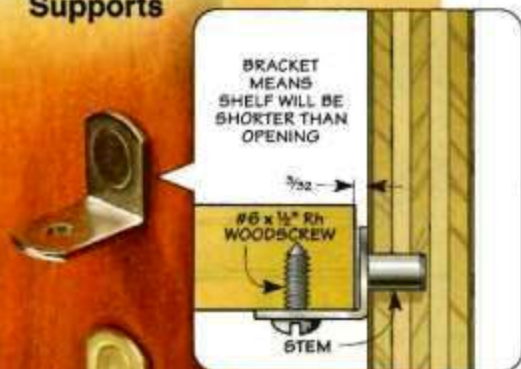 Supports
BRACKET
MEANS
SHELF WILL BE
SHORTER THAN
OPENING
3/32
#6 x ½" Rh
WOODSCREW
STEM